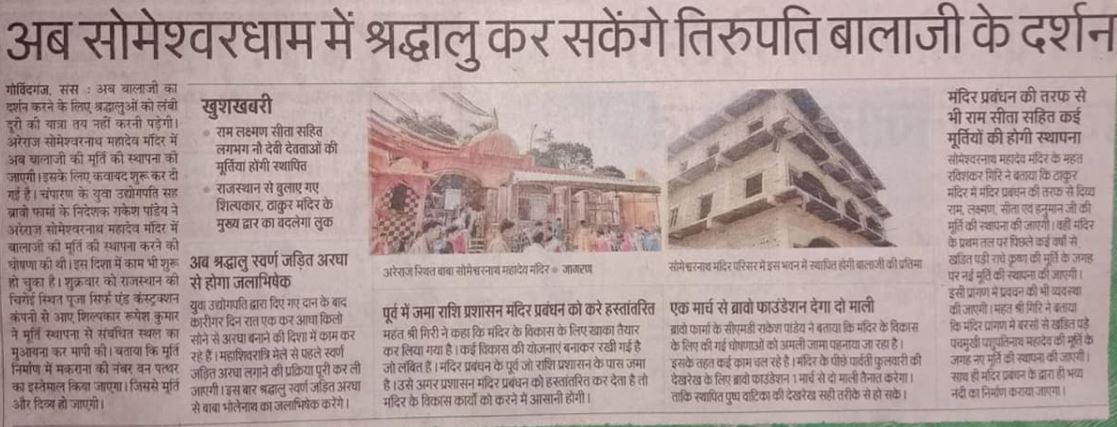 अब सोमेश्वरधाम में श्रद्धालु कर सकेंगे तिरुपति बालाजी के दर्शन
गोविंदगंज, संस : अब बालाजी का
दर्शन करने के लिए श्रद्धालुओं को लंबी
दूरी की यात्रा तय नहीं करनी पड़ेगी।
अरेराज सोमेश्वरनाथ महादेव मंदिर में
अब बालाजी की मूर्ति की स्थापना की
जाएगी। इसके लिए कवायद शुरू कर दी
गई है। चंपारण के युवा उद्योगपति सह
ब्रावो फार्मा के निदेशक राकेश पांडेय ने
अरेराज सोमेश्वरनाथ महादेव मंदिर में
बालाजी की मूर्ति की स्थापना करने की
घोषणा की थी। इस दिशा में काम भी शुरू
हो चुका है। शुक्रवार को राजस्थान की
स्थित पूजा सिर्फ एंड कंस्ट्रक्शन
कंपनी से आए शिल्पकार रूपेश कुमार
ने मूर्ति स्थापना से संबंधित स्थल का
मुआयना कर मापी की। बताया कि मूर्ति
निर्माण में मकराना की नंबर वन पत्थर
का इस्तेमाल किया जाएगा। जिससे मूर्ति
और दिव्य हो जाएगी।
खुशखबरी
राम लक्ष्मण सीता सहित
लगभग नौ देवी देवताओं की
मूर्तियां होंगी स्थापित
राजस्थान से बुलाए गए
शिल्पकार, ठाकुर मंदिर के
मुख्य द्वार का बदलेगा लुक
अब श्रद्धालु स्वर्ण जड़ित अरघा
से होगा जलाभिषेक
युवा उद्योगपति द्वारा दिए गए दान के बाद
कारीगर दिन रात एक कर आधा किलो
सोने से अरघा बनाने की दिशा में काम कर
रहे हैं। महाशिवरात्रि मेले से पहले स्वर्ण
जड़ित अरघा लगाने की प्रक्रिया पूरी कर ली
जाएगी। इस बार श्रद्धालु स्वर्ण जड़ित अरघा
से बाबा भोलेनाथ का जलाभिषेक करेंगे।
अरेराज स्थित बाबा सोमेश्वरनाथ महादेव मंदिर ● जागरण
सोमेश्वरनाथ मंदिर परिसर में इस भवन में स्थापित होगी बालाजी की प्रतिमा
पूर्व में जमा राशि प्रशासन मंदिर प्रबंधन को करे हस्तांतरित
महंत श्री गिरी ने कहा कि मंदिर के विकास के लिए खाका तैयार
कर लिया गया है। कई विकास की योजनाएं बनाकर रखी गई है
जो लंबित है। मंदिर प्रबंधन के पूर्व जो राशि प्रशासन के पास जमा
है। उसे अगर प्रशासन मंदिर प्रबंधन को हस्तांतरित कर देता है तो
मंदिर के विकास कार्यो को करने में आसानी होगी।
एक मार्च से ब्रावो फाउंडेशन देगा दो माली
ब्रावो फार्मा के सीएमडी राकेश पांडेय ने बताया कि मंदिर के विकास
के लिए की गई घोषणाओं को अमली जामा पहनाया जा रहा है।
इसके तहत कई काम चल रहे है। मंदिर के पीछे पार्वती फुलवारी की
देखरेख के लिए ब्रावो फाउंडेशन 1 मार्च से दो माली तैनात करेगा।
ताकि स्थापित पुष्प वाटिका की देखरेख सही तरीके से हो सके।
मंदिर प्रबंधन की तरफ से
भी राम सीता सहित कई
मूर्तियों की होगी स्थापना
सोमेश्वरनाथ महादेव मंदिर के महंत
रविशंकर गिरि ने बताया कि ठाकुर
मंदिर में मंदिर प्रबंधन की तरफ से दिव्य
राम, लक्ष्मण, सीता एवं हनुमान जी की
मूर्ति की स्थापना की जाएगी। वही मंदिर
के प्रथम तल पर पिछले कई वर्षो से
खंडित पड़ी राधे कृष्ण की मूर्ति के जगह
पर नई मूर्ति की स्थापना की जाएगी।
इसी प्रांगण में प्रवचन की भी व्यवस्था
की जाएगी। महंत श्री गिरि ने बताया
कि मंदिर प्रांगण में बरसो से खंडित पड़े
पंचमुखी पशुपतिनाथ महादेव की मूर्ति के
जगह नए मूर्ति की स्थापना की जाएगी।
साथ ही मंदिर प्रबंधन के द्वारा ही भव्य
नंदी का निर्माण कराया जाएगा।